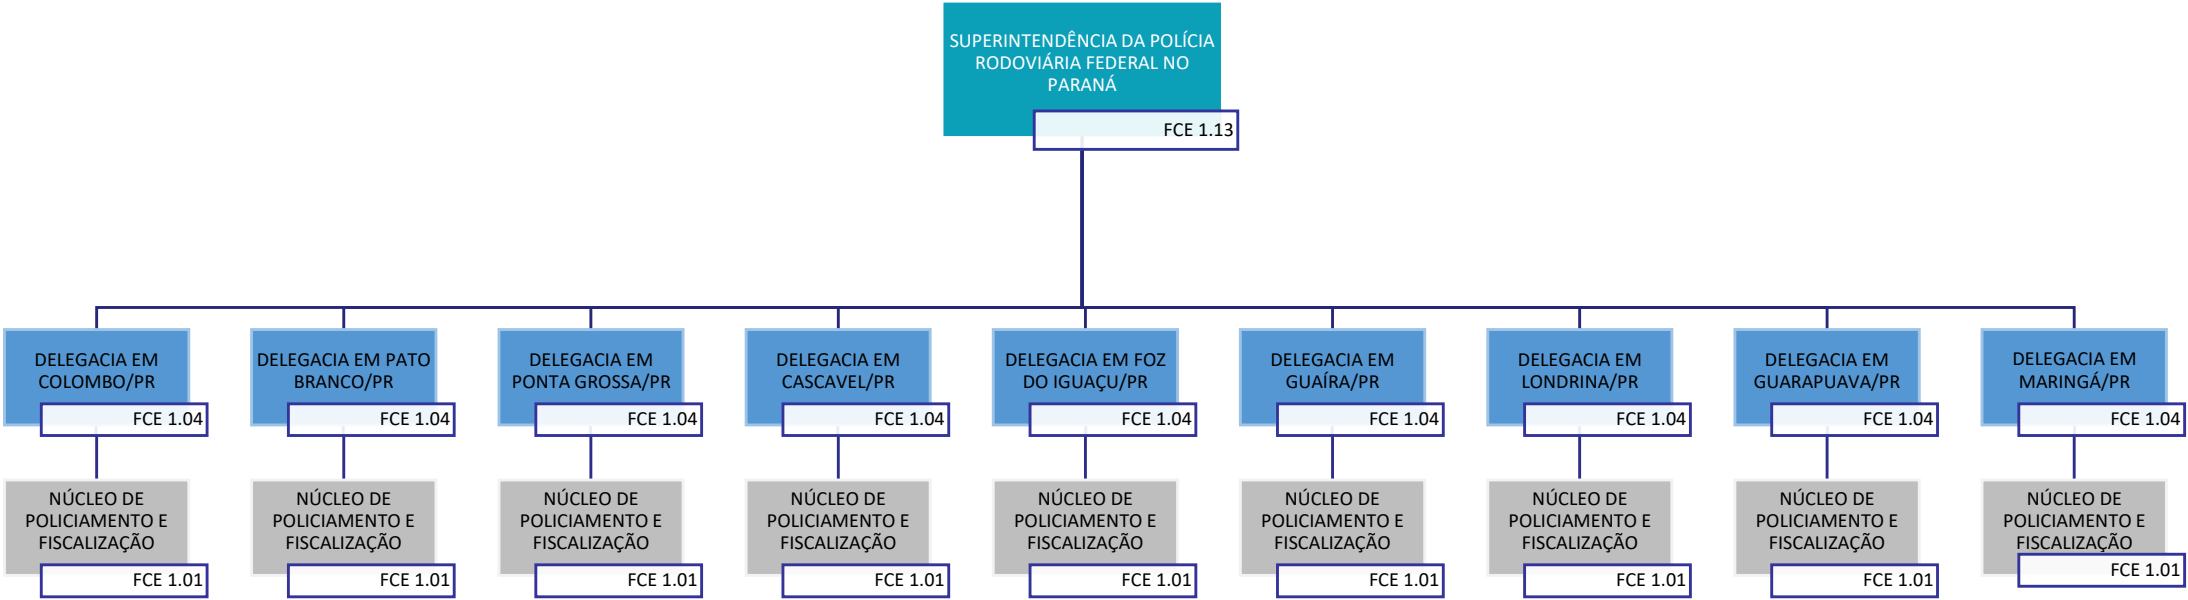 SUPERINTENDÊNCIA DA POLÍCIA
RODOVIÁRIA FEDERAL NO
PARANÁ
FCE 1.13
DELEGACIA EM
COLOMBO/PR
FCE 1.04
DELEGACIA EM PATO
BRANCO/PR
FCE 1.04
DELEGACIA EM
PONTA GROSSA/PR
FCE 1.04
DELEGACIA EM
CASCAVEL/PR
FCE 1.04
DELEGACIA EM FOZ
DO IGUAÇU/PR
FCE 1.04
DELEGACIA EM
GUAÍRA/PR
FCE 1.04
DELEGACIA EM
LONDRINA/PR
FCE 1.04
DELEGACIA EM
GUARAPUAVA/PR
FCE 1.04
DELEGACIA EM
MARINGÁ/PR
FCE 1.04
NÚCLEO DE
POLICIAMENTO E
FISCALIZAÇÃO
FCE 1.01
NÚCLEO DE
POLICIAMENTO E
FISCALIZAÇÃO
FCE 1.01
NÚCLEO DE
POLICIAMENTO E
FISCALIZAÇÃO
FCE 1.01
NÚCLEO DE
POLICIAMENTO E
FISCALIZAÇÃO
FCE 1.01
NÚCLEO DE
POLICIAMENTO E
FISCALIZAÇÃO
FCE 1.01
NÚCLEO DE
POLICIAMENTO E
FISCALIZAÇÃO
FCE 1.01
NÚCLEO DE
POLICIAMENTO E
FISCALIZAÇÃO
FCE 1.01
NÚCLEO DE
POLICIAMENTO E
FISCALIZAÇÃO
FCE 1.01
NÚCLEO DE
POLICIAMENTO E
FISCALIZAÇÃO
FCE 1.01